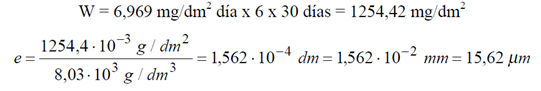 W = 6,969 mg/dm² día x 6 x 30 días = 1254,42 mg/dm²
e = \frac{1254,4 · 10⁻³ g / dm²}{8,03 · 10³ g / dm³} = 1,562 · 10⁻⁴ dm = 1,562 · 10⁻² mm = 15,62 μm